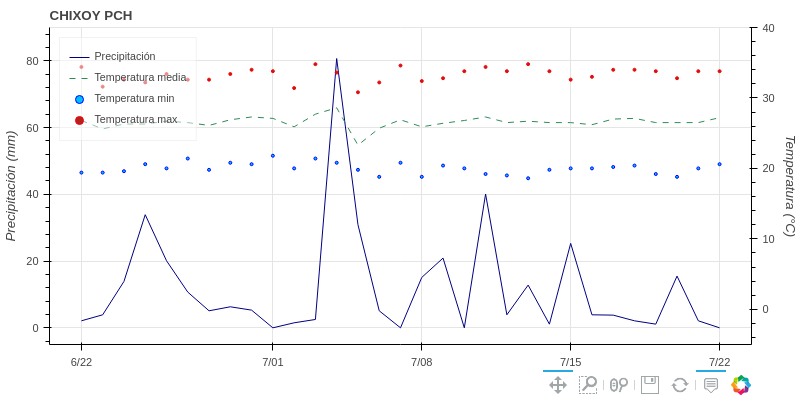 CHIXOY PCH
Precipitación
Temperatura media
Temperatura min
Temperatura max
Precipitación (mm)
Temperatura (°C)
80
60
40
20
0
40
30
20
10
0
6/22
7/01
7/08
7/15
7/22